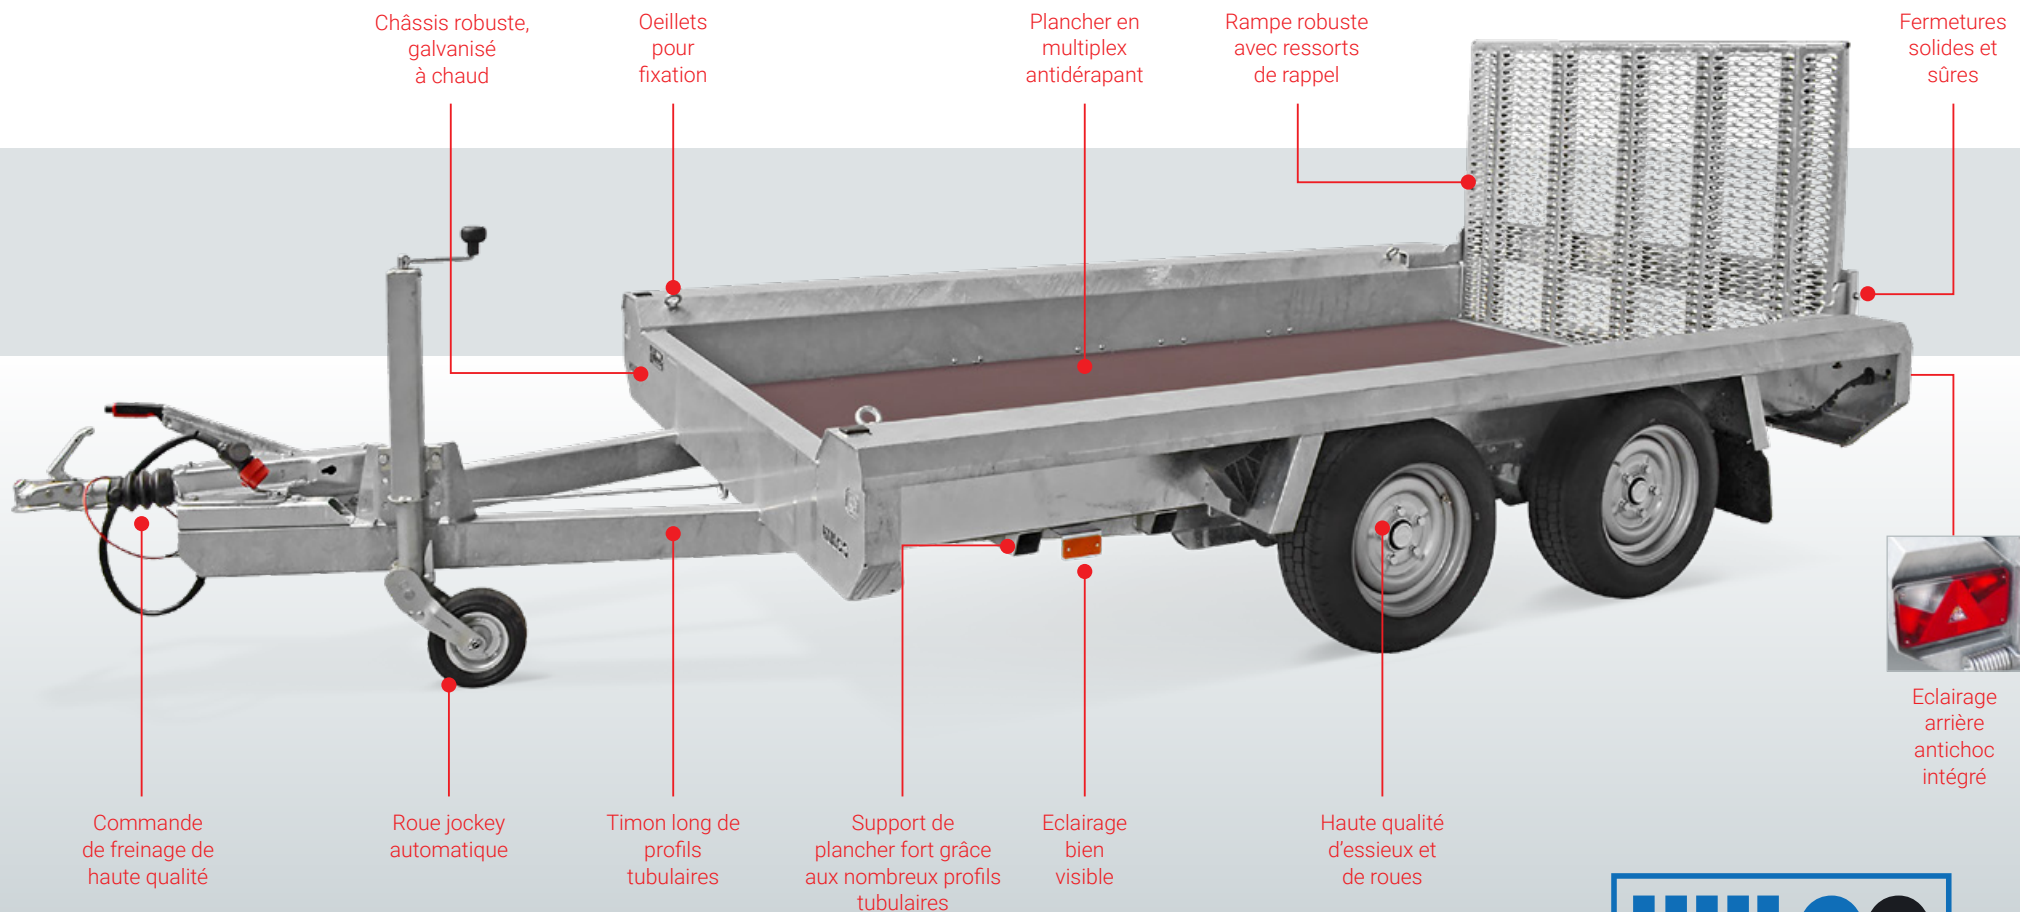 Châssis robuste,
galvanisé
à chaud
Oeillets
pour
fixation
Plancher en
multiplex
antidérapant
Rampe robuste
avec ressorts
de rappel
Fermetures
solides et
sûres
Eclairage
arrière
antichoc
intégré
Commande
de freinage de
haute qualité
Roue jockey
automatique
Timon long de
profils
tubulaires
Support de
plancher fort grâce
aux nombreux profils
tubulaires
Eclairage
bien
visible
Haute qualité
d'essieux et
de roues